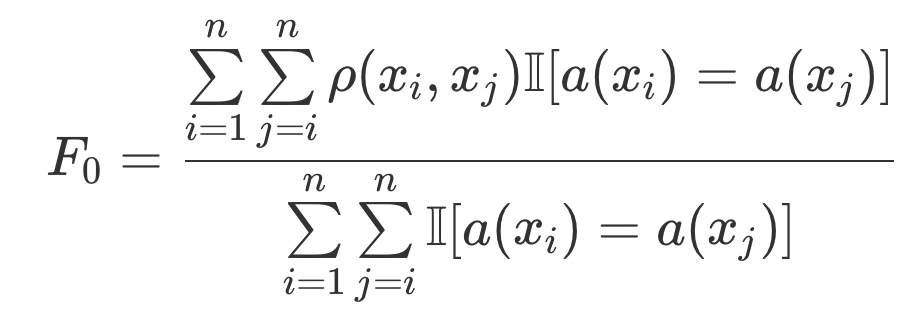 F_0 = \frac{\sum_{i=1}^{n} \sum_{j=i}^{n} \rho(x_i, x_j) \mathbb{I}[a(x_i) = a(x_j)]}{\sum_{i=1}^{n} \sum_{j=i}^{n} \mathbb{I}[a(x_i) = a(x_j)]}